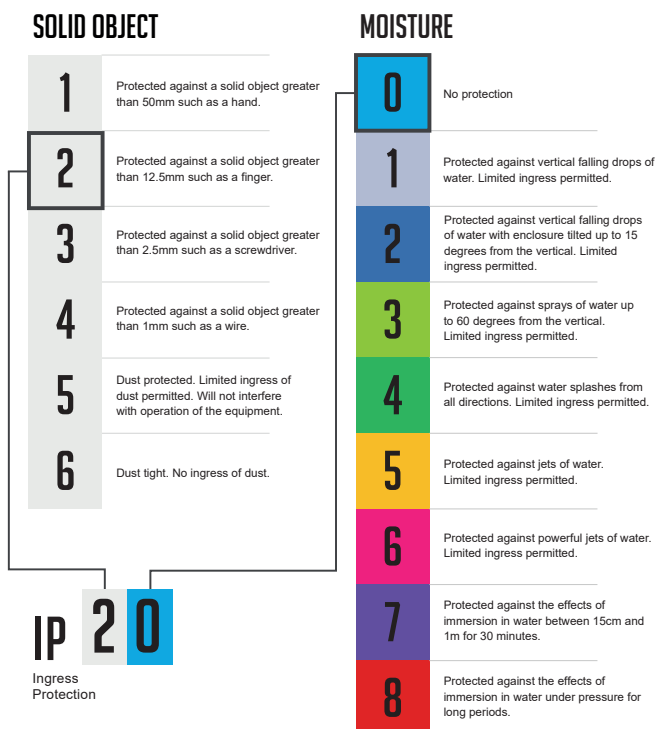 SOLID OBJECT
1
Protected against a solid object greater
than 50mm such as a hand.
2
Protected against a solid object greater
than 12.5mm such as a finger.
3
Protected against a solid object greater
than 2.5mm such as a screwdriver.
4
Protected against a solid object greater
than 1mm such as a wire.
5
Dust protected. Limited ingress of
dust permitted. Will not interfere
with operation of the equipment.
6
Dust tight. No ingress of dust.
IP 20
Ingress
Protection
MOISTURE
0
No protection
1
Protected against vertical falling drops of
water. Limited ingress permitted.
2
Protected against vertical falling drops
of water with enclosure tilted up to 15
degrees from the vertical. Limited
ingress permitted.
3
Protected against sprays of water up
to 60 degrees from the vertical.
Limited ingress permitted.
4
Protected against water splashes from
all directions. Limited ingress permitted.
5
Protected against jets of water.
Limited ingress permitted.
6
Protected against powerful jets of water.
Limited ingress permitted.
7
Protected against the effects of
immersion in water between 15cm and
1m for 30 minutes.
8
Protected against the effects of
immersion in water under pressure for
long periods.